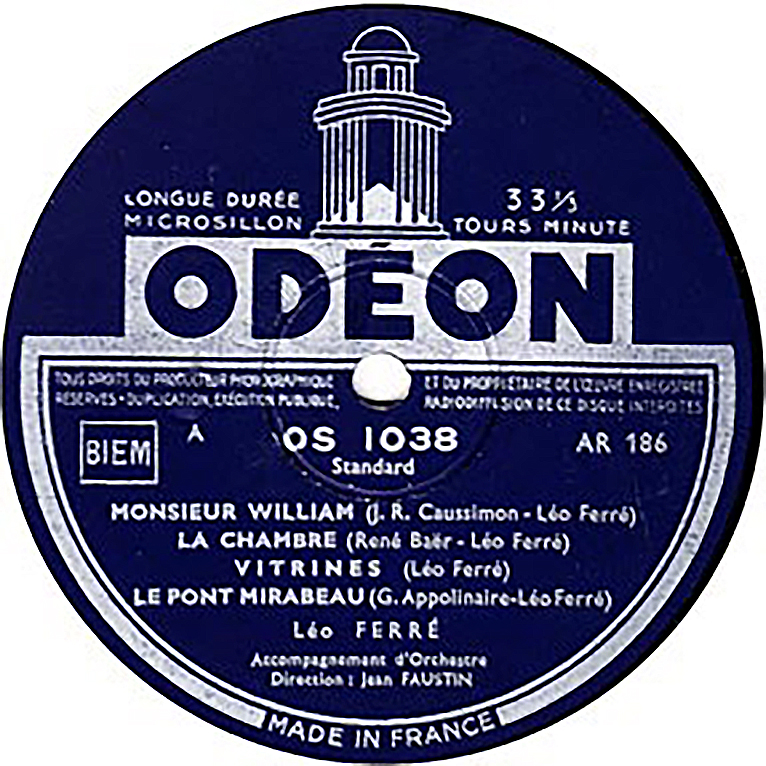 LONGUE DURÉE
MICROSILLON
33⅓
TOURS MINUTE
ODEON
TOUS DROITS DU PRODUCTEUR PHONOGRAPHIQUE ET DU PROPRIÉTAIRE DE L'ŒUVRE ENREGISTRÉE
RÉSERVÉS • DUPLICATION, EXÉCUTION PUBLIQUE, RADIODIFFUSION DE CE DISQUE INTERDITES
BIEM
A
OS 1038
AR 186
Standard
MONSIEUR WILLIAM (J. R. Caussimon - Léo Ferré)
LA CHAMBRE (René Baër - Léo Ferré)
VITRINES (Léo Ferré)
LE PONT MIRABEAU (G. Appolinaire-Léo Ferré)
Léo FERRÉ
Accompagnement d'Orchestre
Direction : Jean FAUSTIN
MADE IN FRANCE